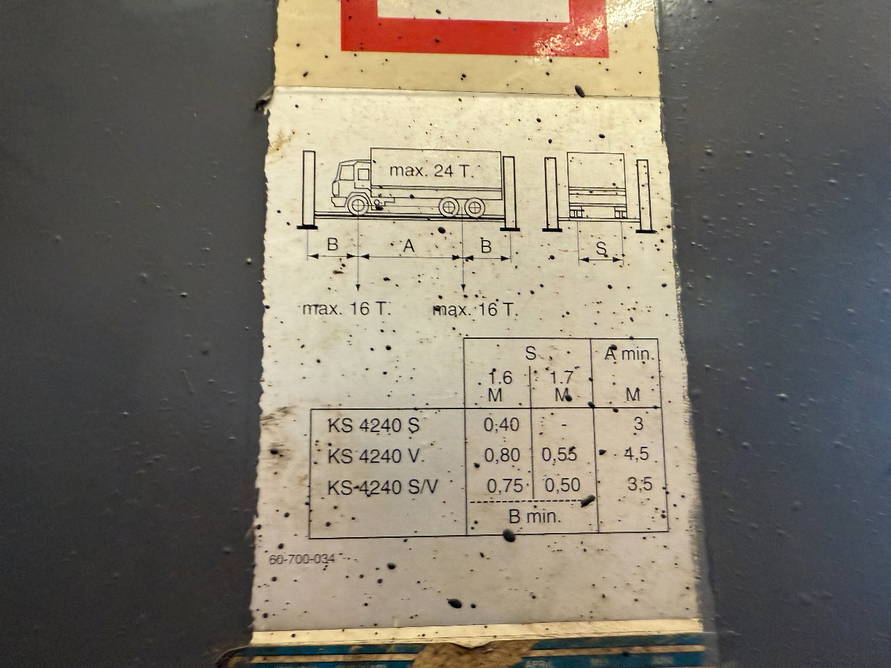 max. 24 T.
B A B S
max. 16 T. max. 16 T.
S A min.
1.6 1.7
M M M
KS 4240 S 0,40 - 3
KS 4240 V. 0,80 0,55 4,5
KS 4240 S/V 0,75 0,50 3,5
B min.
60-700-034